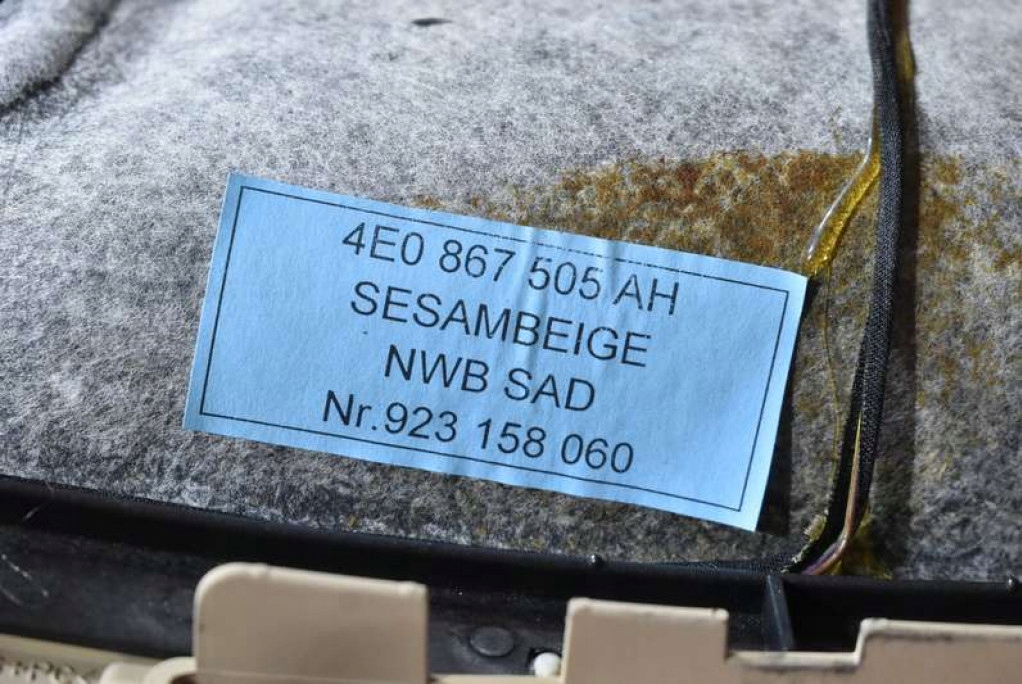 4E0 867 505 AH
SESAMBEIGE
NWB SAD
Nr.923 158 060